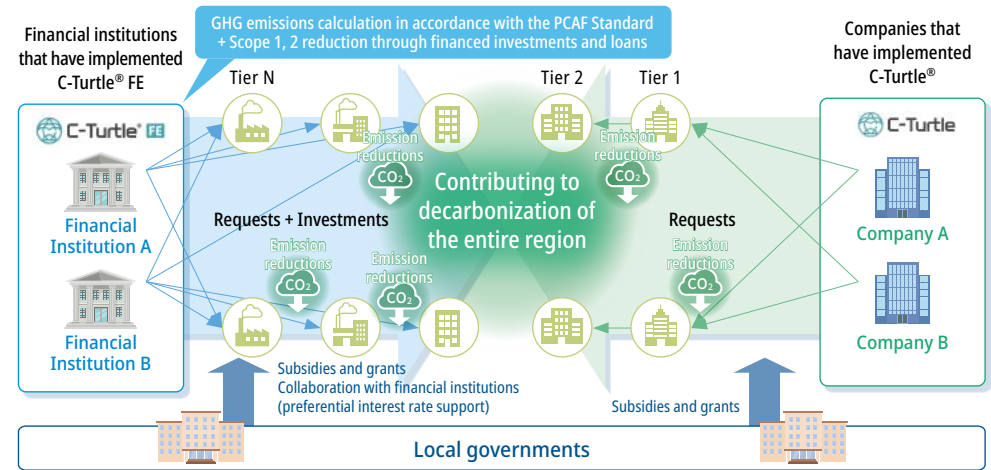 GHG emissions calculation in accordance with the PCAF Standard
+ Scope 1, 2 reduction through financed investments and loans
Financial institutions
that have implemented
C-Turtle® FE
Companies that
have implemented
C-Turtle®
Tier N
Tier 2
Tier 1
C-Turtle® FE
C-Turtle
Financial
Institution A
Financial
Institution B
Emission
reductions
CO₂
Emission
reductions
CO₂
Contributing to
decarbonization of
the entire region
Requests + Investments
Requests
Emission
reductions
CO₂
Emission
reductions
CO₂
Emission
reductions
CO₂
Company A
Company B
Subsidies and grants
Collaboration with financial institutions
(preferential interest rate support)
Subsidies and grants
Local governments